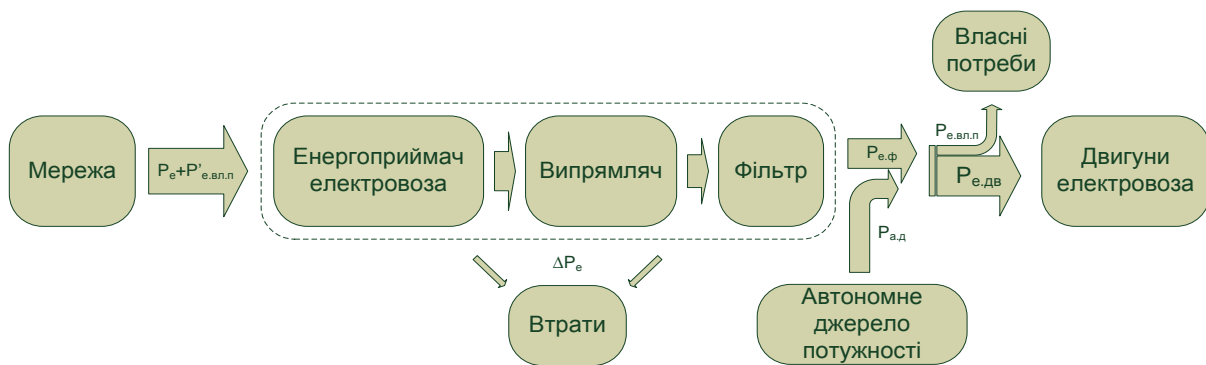 Власні
потреби
Мережа
Pе+P’е.вл.п
Енергоприймач
електровоза
Випрямляч
Фільтр
Pе.ф
Pе.вл.п
Pе.дв
Двигуни
електровоза
Pа.д
ΔPе
Втрати
Автономне
джерело
потужності